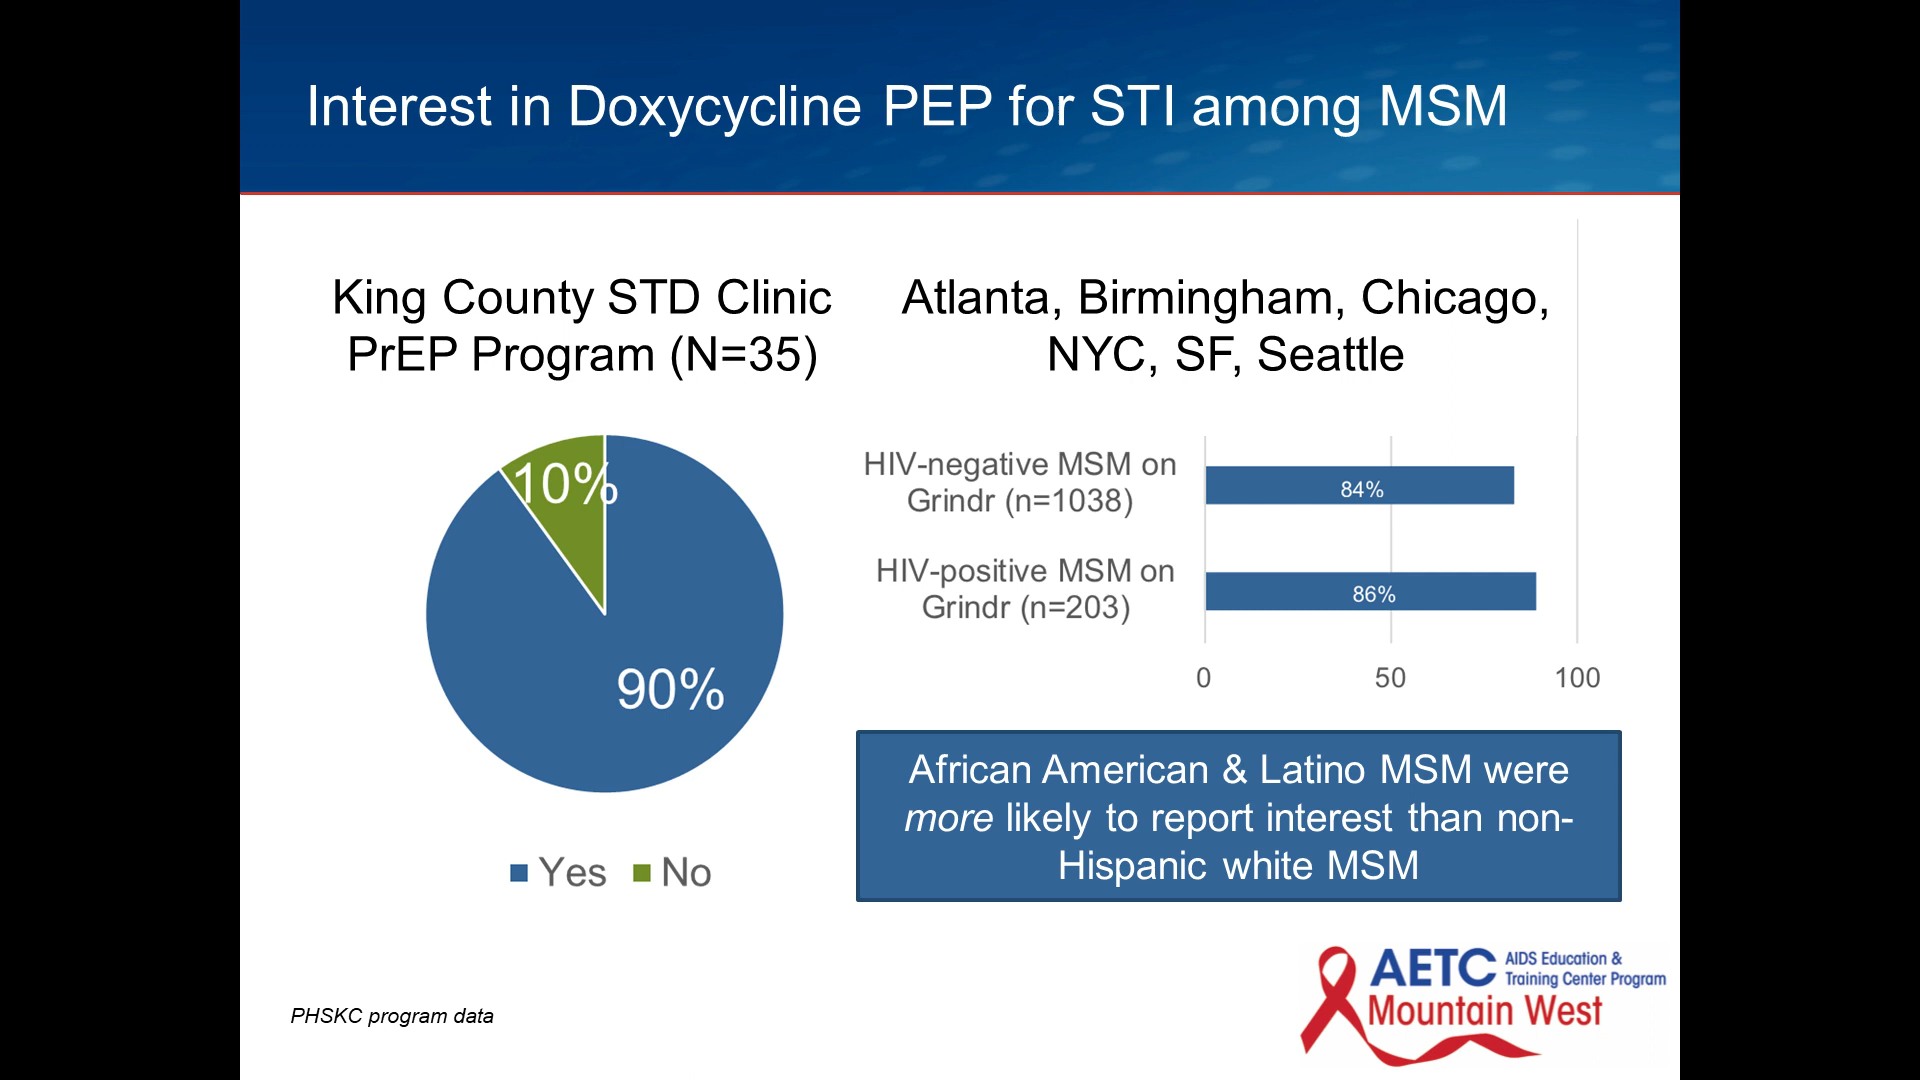 Interest in Doxycycline PEP for STI among MSM
King County STD Clinic
PrEP Program (N=35)
10%
90%
Yes No
Atlanta, Birmingham, Chicago,
NYC, SF, Seattle
HIV-negative MSM on
Grindr (n=1038)
84%
HIV-positive MSM on
Grindr (n=203)
86%
0 50 100
African American & Latino MSM were
more likely to report interest than non-
Hispanic white MSM
PHSKC program data
AETC AIDS Education &
Training Center Program
Mountain West